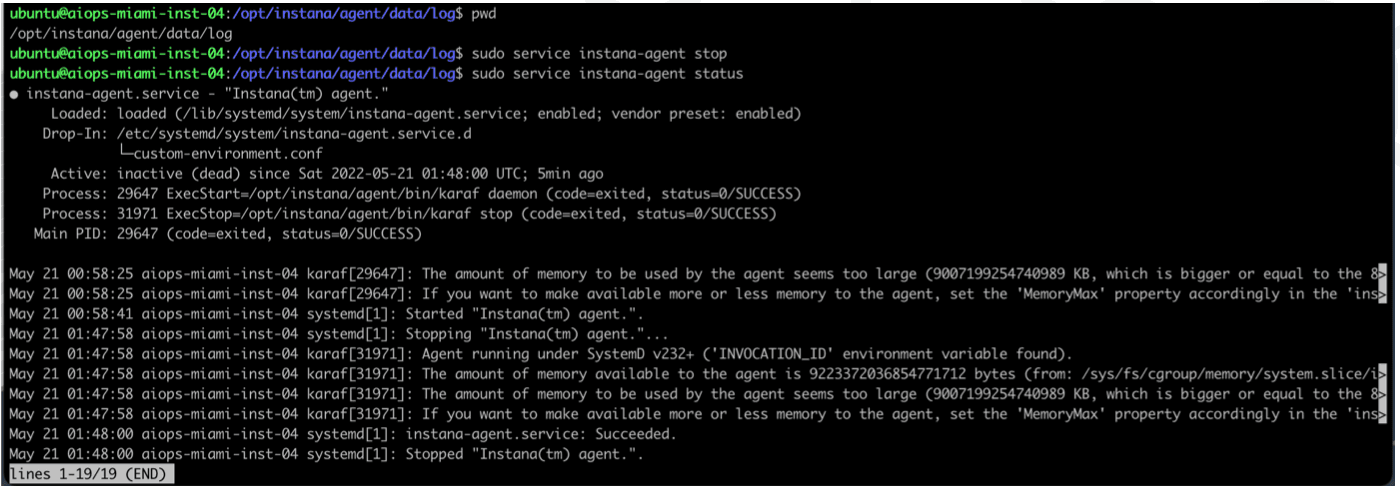 ubuntu@aiops-miami-inst-04:/opt/instana/agent/data/log$ pwd
/opt/instana/agent/data/log
ubuntu@aiops-miami-inst-04:/opt/instana/agent/data/log$ sudo service instana-agent stop
ubuntu@aiops-miami-inst-04:/opt/instana/agent/data/log$ sudo service instana-agent status
● instana-agent.service - "Instana(tm) agent."
     Loaded: loaded (/lib/systemd/system/instana-agent.service; enabled; vendor preset: enabled)
    Drop-In: /etc/systemd/system/instana-agent.service.d
             └─custom-environment.conf
     Active: inactive (dead) since Sat 2022-05-21 01:48:00 UTC; 5min ago
    Process: 29647 ExecStart=/opt/instana/agent/bin/karaf daemon (code=exited, status=0/SUCCESS)
    Process: 31971 ExecStop=/opt/instana/agent/bin/karaf stop (code=exited, status=0/SUCCESS)
   Main PID: 29647 (code=exited, status=0/SUCCESS)
May 21 00:58:25 aiops-miami-inst-04 karaf[29647]: The amount of memory to be used by the agent seems too large (9007199254740989 KB, which is bigger or equal to the 8>
May 21 00:58:25 aiops-miami-inst-04 karaf[29647]: If you want to make available more or less memory to the agent, set the 'MemoryMax' property accordingly in the 'ins>
May 21 00:58:41 aiops-miami-inst-04 systemd[1]: Started "Instana(tm) agent.".
May 21 01:47:58 aiops-miami-inst-04 systemd[1]: Stopping "Instana(tm) agent."...
May 21 01:47:58 aiops-miami-inst-04 karaf[31971]: Agent running under SystemD v232+ ('INVOCATION_ID' environment variable found).
May 21 01:47:58 aiops-miami-inst-04 karaf[31971]: The amount of memory available to the agent is 9223372036854771712 bytes (from: /sys/fs/cgroup/memory/system.slice/i>
May 21 01:47:58 aiops-miami-inst-04 karaf[31971]: The amount of memory to be used by the agent seems too large (9007199254740989 KB, which is bigger or equal to the 8>
May 21 01:47:58 aiops-miami-inst-04 karaf[31971]: If you want to make available more or less memory to the agent, set the 'MemoryMax' property accordingly in the 'ins>
May 21 01:48:00 aiops-miami-inst-04 systemd[1]: instana-agent.service: Succeeded.
May 21 01:48:00 aiops-miami-inst-04 systemd[1]: Stopped "Instana(tm) agent.".
lines 1-19/19 (END)